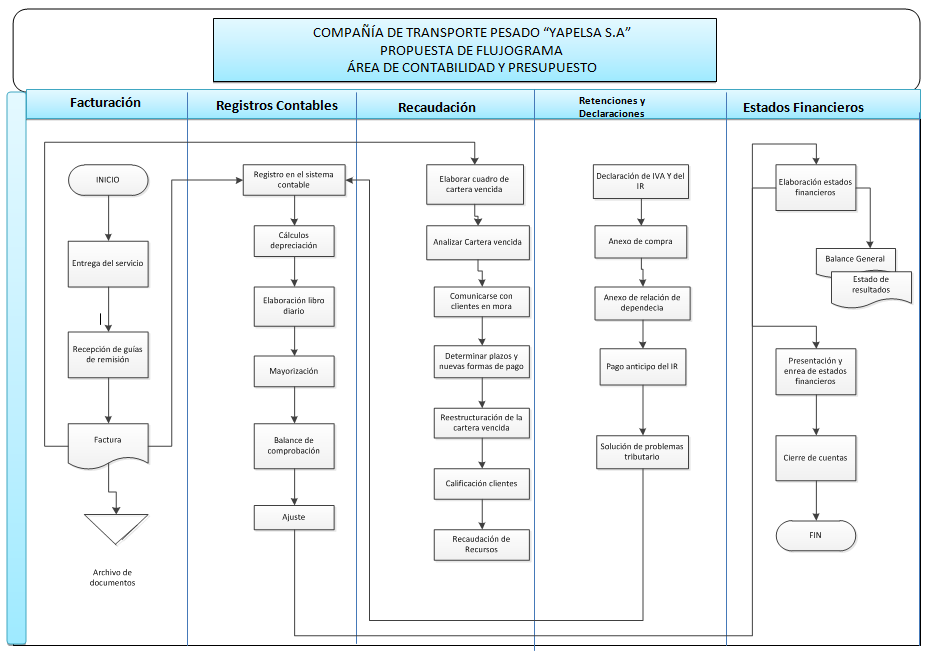 COMPAÑÍA DE TRANSPORTE PESADO “YAPELSA S.A”
PROPUESTA DE FLUJOGRAMA
ÁREA DE CONTABILIDAD Y PRESUPUESTO
Facturación
Registros Contables
Recaudación
Retenciones y
Declaraciones
Estados Financieros
INICIO
Entrega del servicio
Recepción de guías
de remisión
Factura
Archivo de
documentos
Registro en el sistema
contable
Cálculos
depreciación
Elaboración libro
diario
Mayorización
Balance de
comprobación
Ajuste
Elaborar cuadro de
cartera vencida
Analizar Cartera vencida
Comunicarse con
clientes en mora
Determinar plazos y
nuevas formas de pago
Reestructuración de la
cartera vencida
Calificación clientes
Recaudación de
Recursos
Declaración de IVA Y del
IR
Anexo de compra
Anexo de relación de
dependecia
Pago anticipo del IR
Solución de problemas
tributario
Elaboración estados
financieros
Balance General
Estado de
resultados
Presentación y
enrea de estados
financieros
Cierre de cuentas
FIN